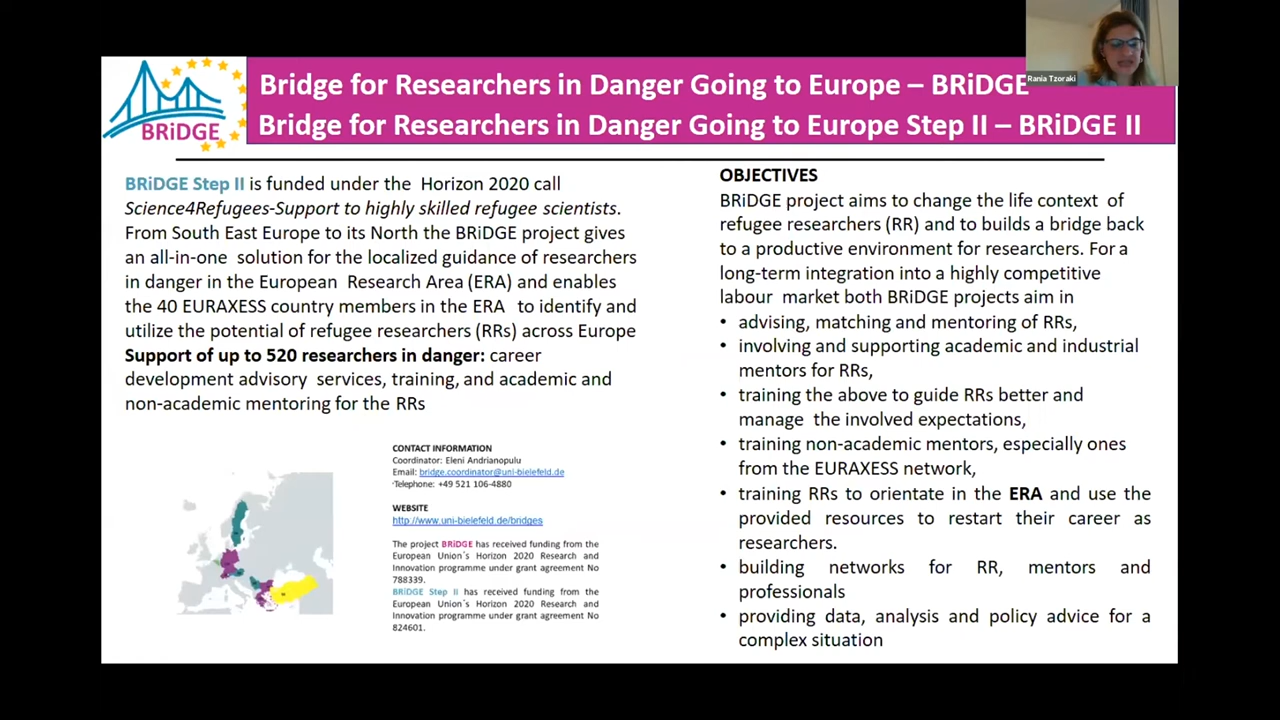 Rania Tzoraki
BRiDGE
Bridge for Researchers in Danger Going to Europe – BRiDGE
Bridge for Researchers in Danger Going to Europe Step II – BRiDGE II
BRiDGE Step II is funded under the Horizon 2020 call
Science4Refugees-Support to highly skilled refugee scientists.
From South East Europe to its North the BRiDGE project gives
an all-in-one solution for the localized guidance of researchers
in danger in the European Research Area (ERA) and enables
the 40 EURAXESS country members in the ERA to identify and
utilize the potential of refugee researchers (RRs) across Europe
Support of up to 520 researchers in danger: career
development advisory services, training, and academic and
non-academic mentoring for the RRs
CONTACT INFORMATION
Coordinator: Eleni Andrianopulu
Email: bridge.coordinator@uni-bielefeld.de
Telephone: +49 521 106-4880
WEBSITE
http://www.uni-bielefeld.de/bridges
The project BRiDGE has received funding from the
European Union´s Horizon 2020 Research and
Innovation programme under grant agreement No
788339.
BRiDGE Step II has received funding from the
European Union´s Horizon 2020 Research and
Innovation programme under grant agreement No
824601.
OBJECTIVES
BRiDGE project aims to change the life context of
refugee researchers (RR) and to builds a bridge back
to a productive environment for researchers. For a
long-term integration into a highly competitive
labour market both BRiDGE projects aim in
• advising, matching and mentoring of RRs,
• involving and supporting academic and industrial
mentors for RRs,
• training the above to guide RRs better and
manage the involved expectations,
• training non-academic mentors, especially ones
from the EURAXESS network,
• training RRs to orientate in the ERA and use the
provided resources to restart their career as
researchers.
• building networks for RR, mentors and
professionals
• providing data, analysis and policy advice for a
complex situation